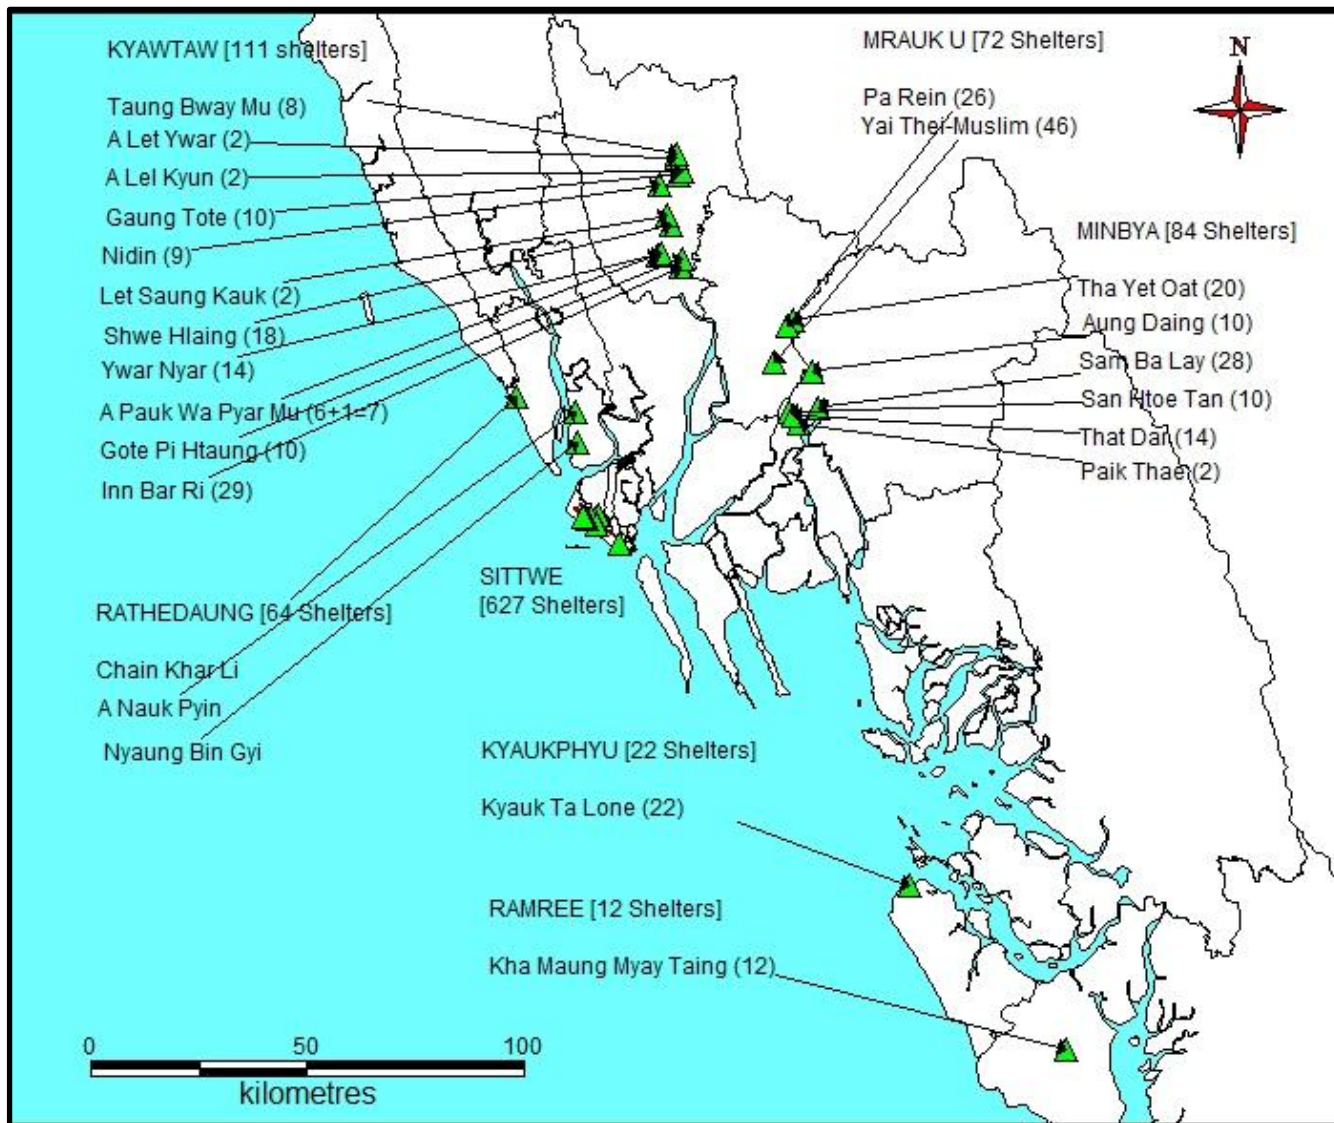 KYAWTAW [111 shelters]
Taung Bway Mu (8)
A Let Ywar (2)
A Lel Kyun (2)
Gaung Tote (10)
Nidin (9)
Let Saung Kauk (2)
Shwe Hlaing (18)
Ywar Nyar (14)
A Pauk Wa Pyar Mu (6+1=7)
Gote Pi Htaung (10)
Inn Bar Ri (29)
MRAUK U [72 Shelters]
Pa Rein (26)
Yai Thei-Muslim (46)
N
MINBYA [84 Shelters]
Tha Yet Oat (20)
Aung Daing (10)
Sam Ba Lay (28)
San Htoe Tan (10)
That Dar (14)
Paik Thae (2)
RATHEDAUNG [64 Shelters]
Chain Khar Li
A Nauk Pyin
Nyaung Bin Gyi
SITTWE
[627 Shelters]
KYAUKPHYU [22 Shelters]
Kyauk Ta Lone (22)
RAMREE [12 Shelters]
Kha Maung Myay Taing (12)
0 50 100
kilometres